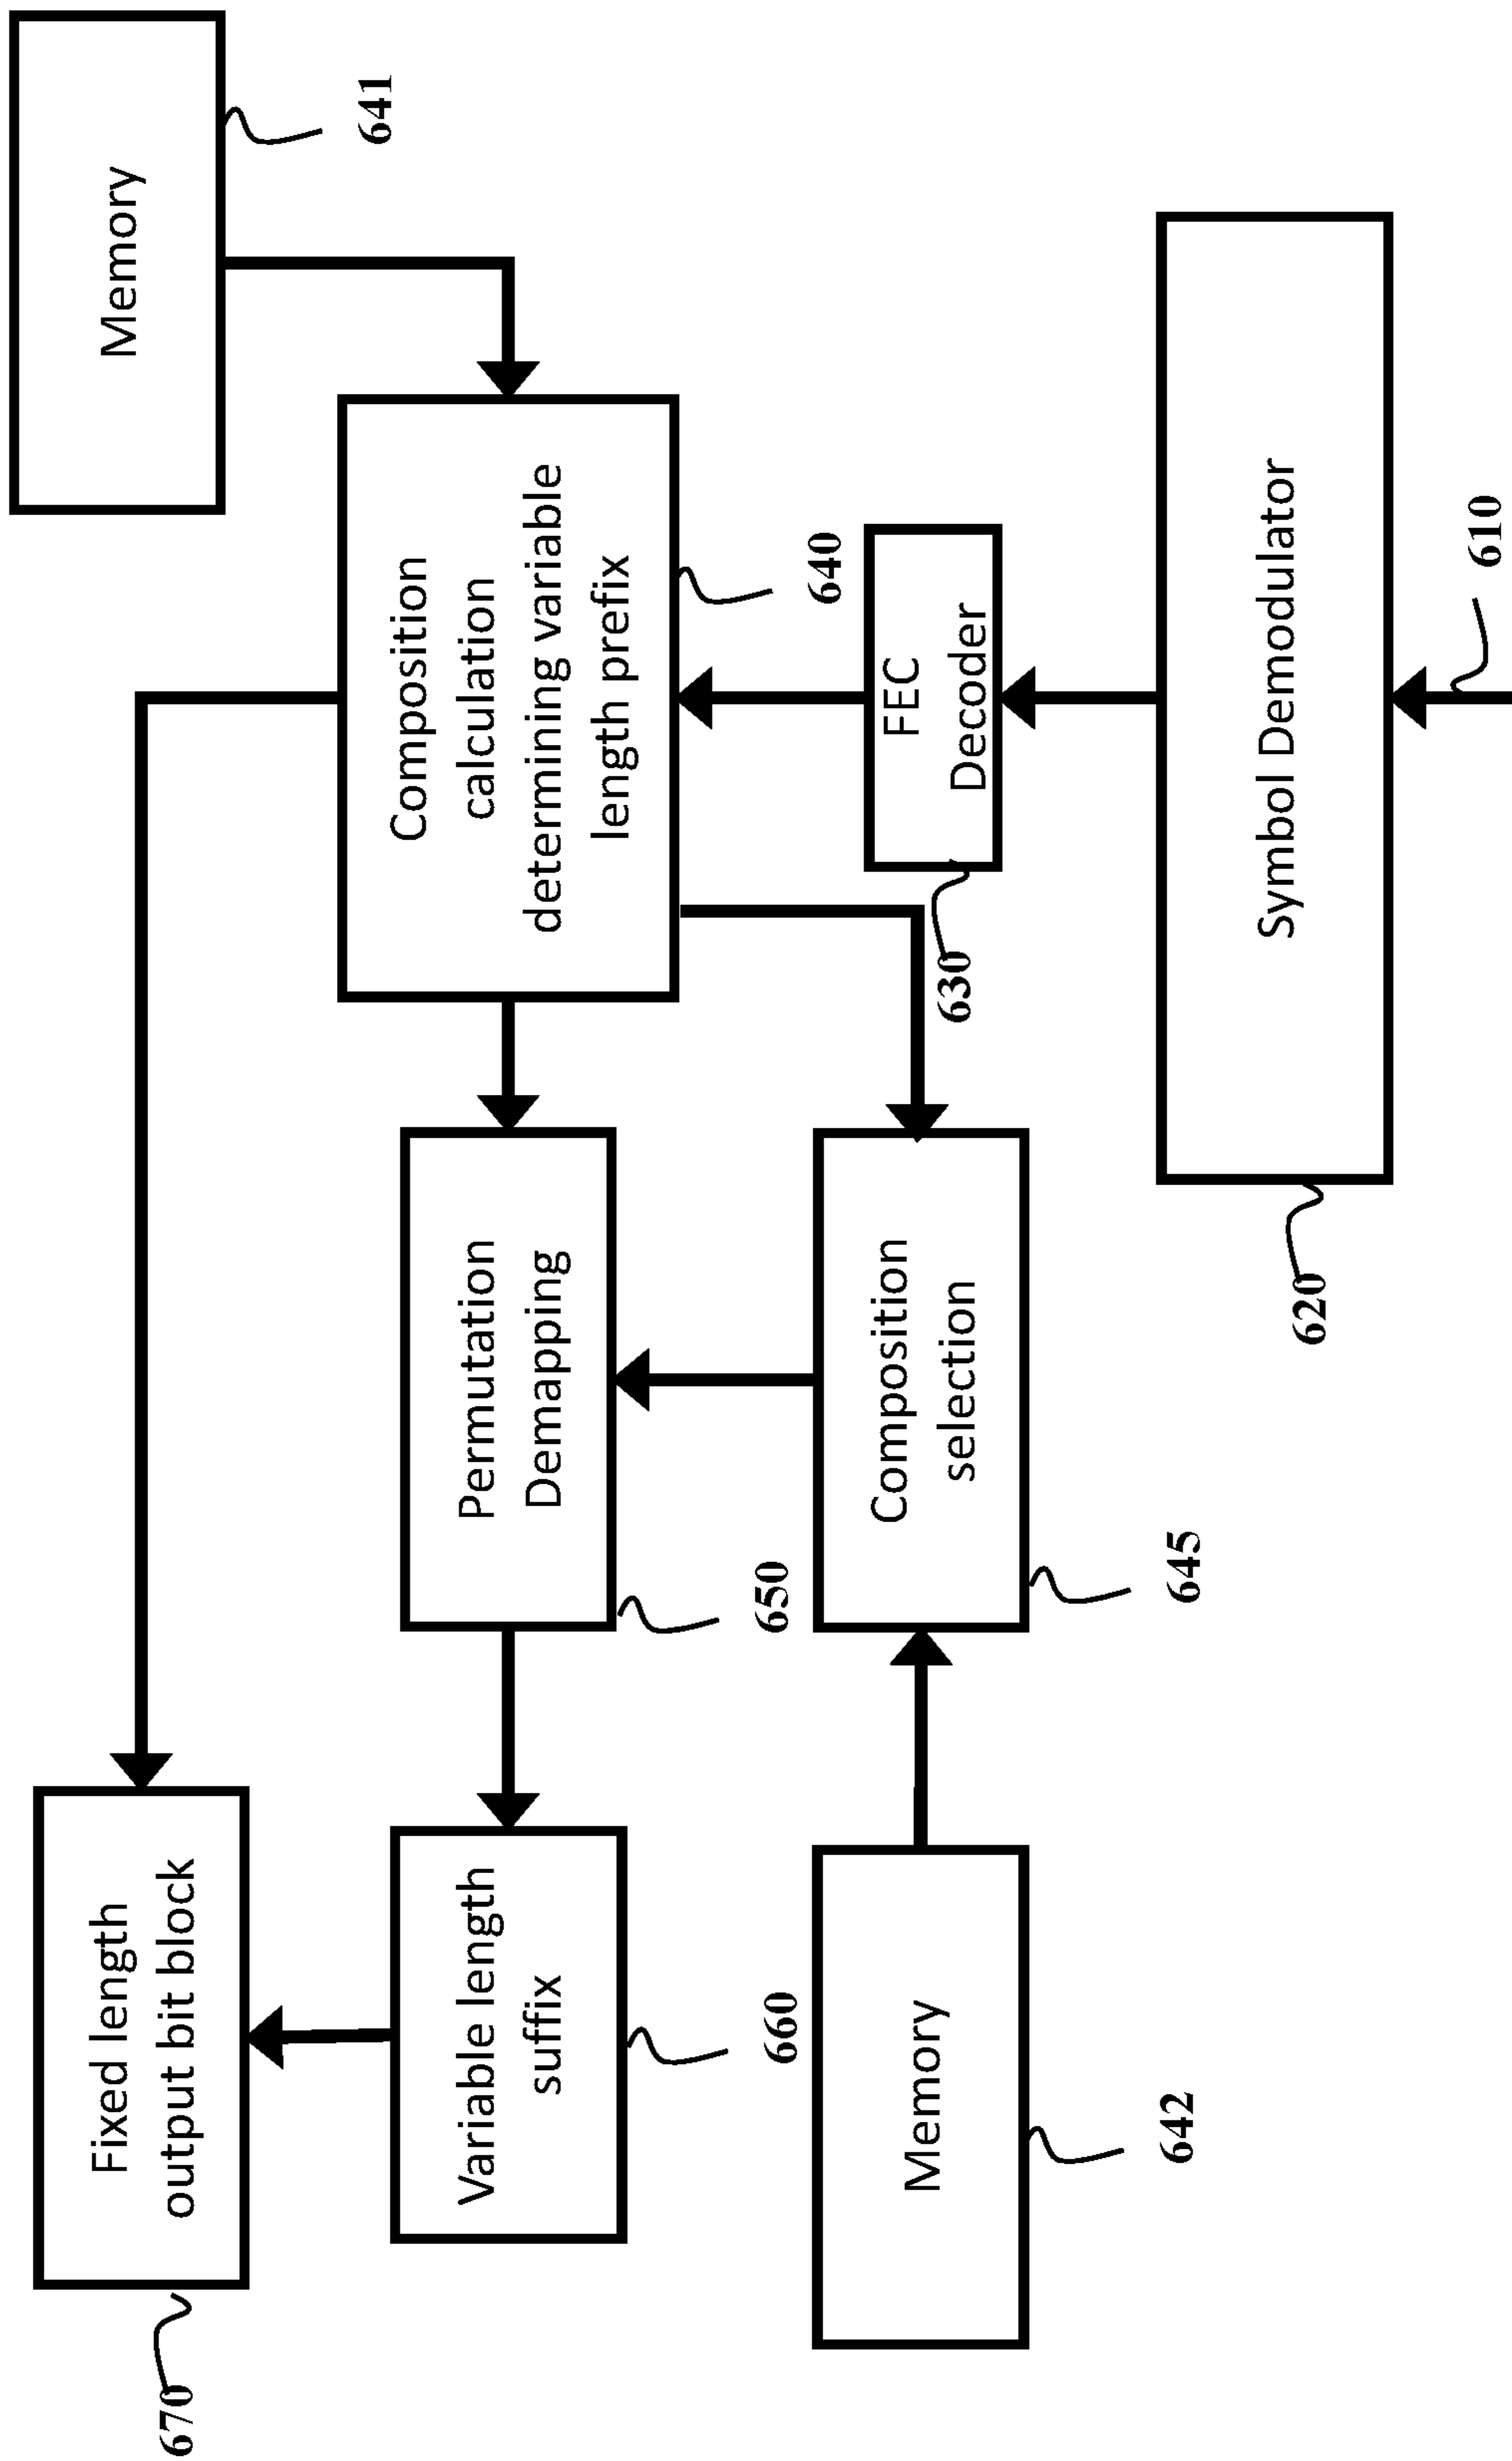 Fixed length
output bit block
670
Memory
641
Variable length
suffix
660
Permutation
Demapping
650
Composition
calculation
determining variable
length prefix
640
Memory
642
Composition
selection
645
FEC
Decoder
630
Symbol Demodulator
620
610